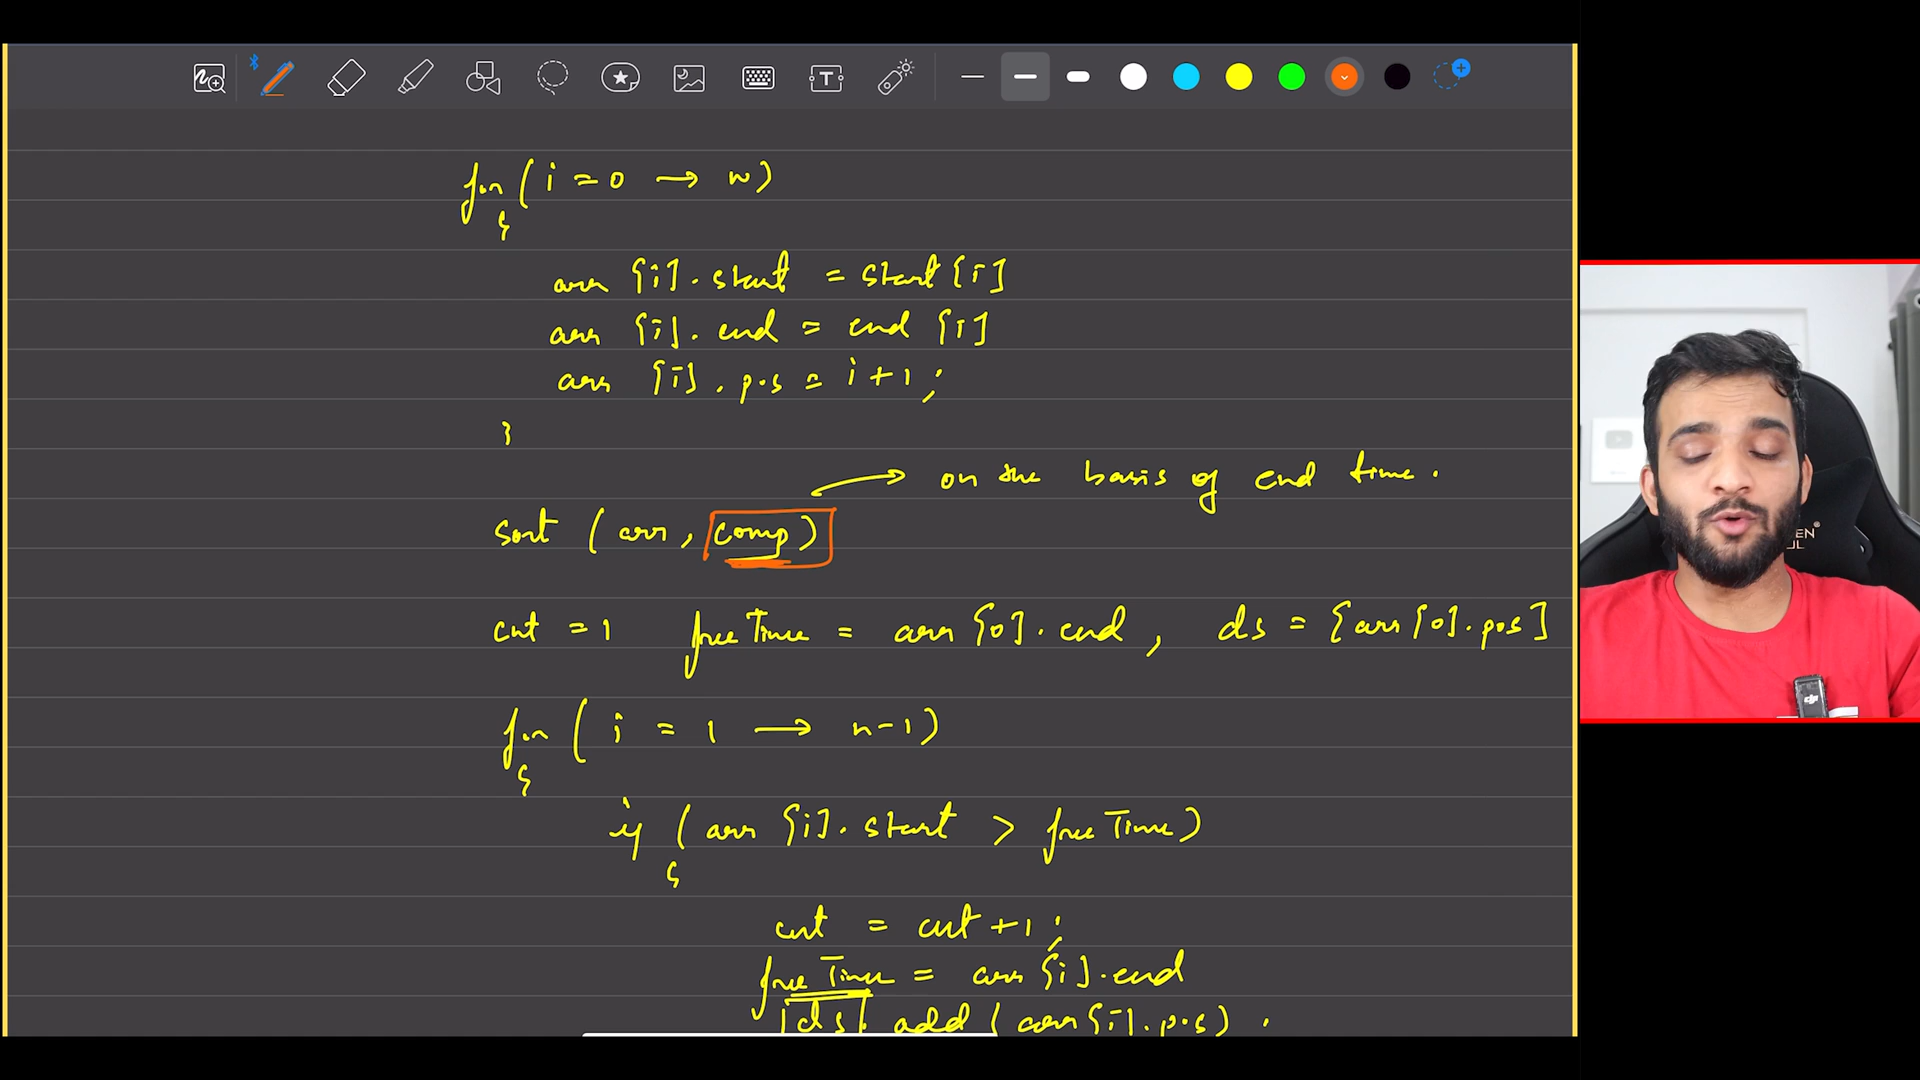 for (i = 0 → n)
{
arr [i]. start = start [i]
arr [i]. end = end [i]
arr [i]. pos = i + 1 ;
}
on the basis of end time .
sort ( arr , comp )
cnt = 1 freeTime = arr [0]. end , ds = [arr [0]. pos]
for ( i = 1 → n-1)
{
if ( arr [i]. start > freeTime )
{
cnt = cnt + 1 ;
freeTime = arr [i]. end
ds. add ( arr [i]. pos ) .